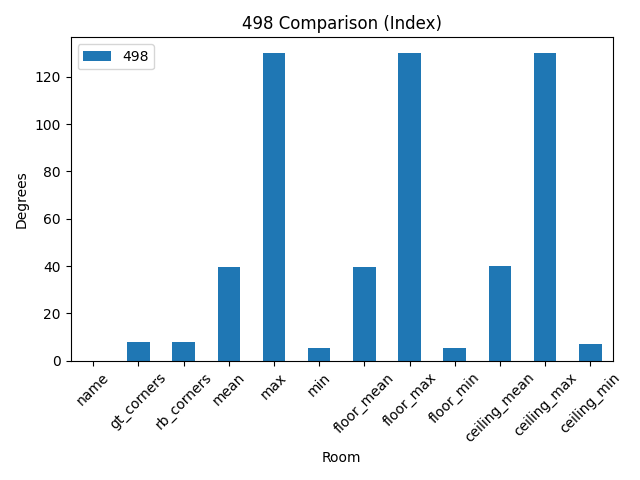 498 Comparison (Index)
498
Degrees
120
100
80
60
40
20
0
name
gt_corners
rb_corners
mean
max
min
floor_mean
floor_max
floor_min
ceiling_mean
ceiling_max
ceiling_min
Room